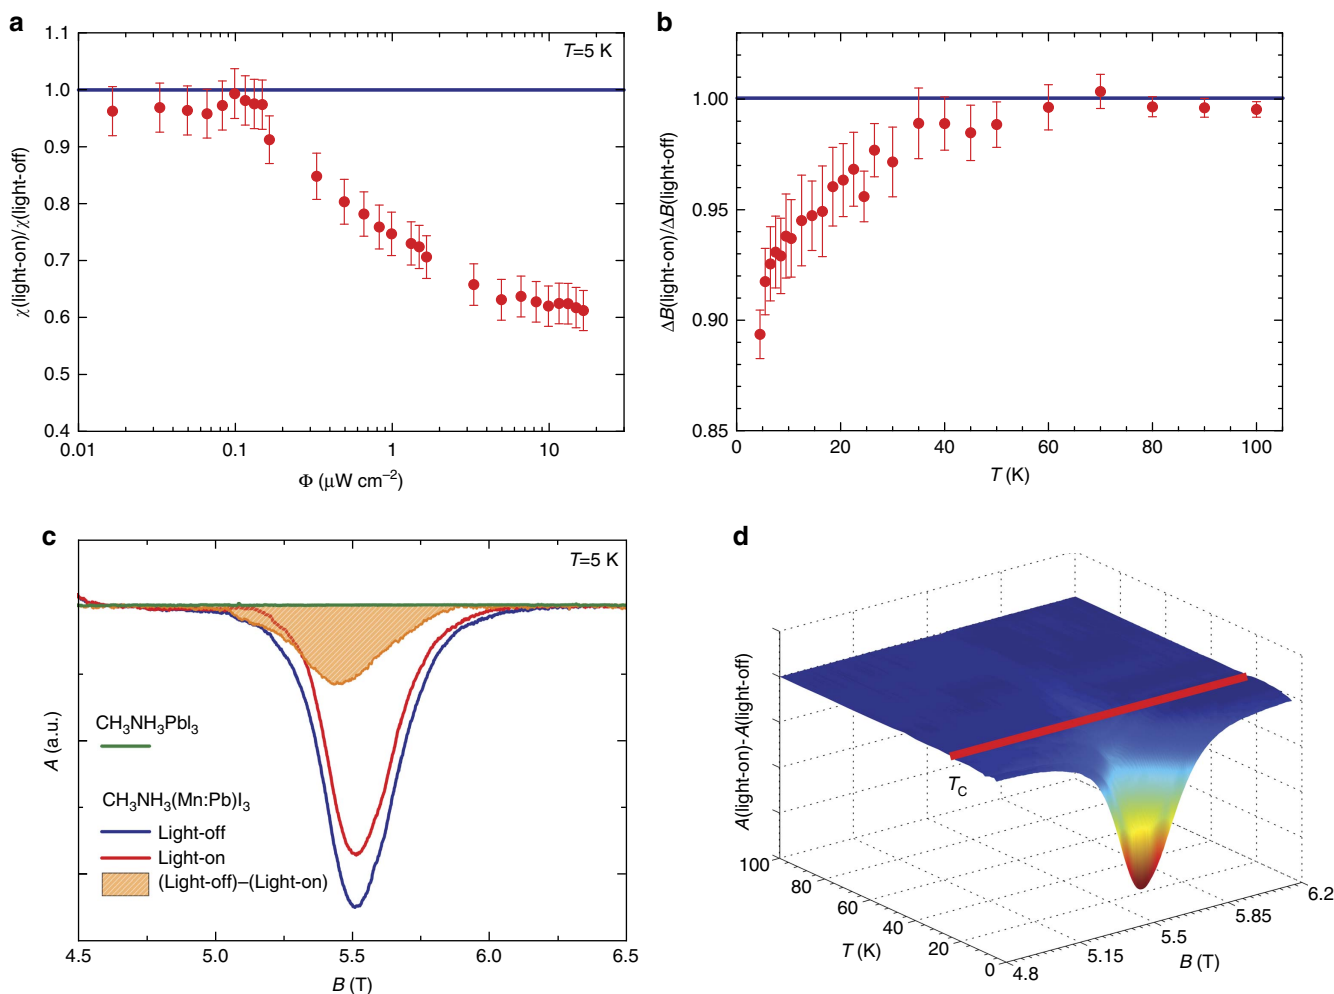 a
1.1
1.0
0.9
0.8
0.7
0.6
0.5
0.4
χ(light-on)/χ(light-off)
T=5 K
0.01 0.1 1 10
Φ (μW cm⁻²)
b
1.00
0.95
0.90
0.85
ΔB(light-on)/ΔB(light-off)
0 20 40 60 80 100
T (K)
c
T=5 K
A (a.u.)
CH₃NH₃PbI₃
CH₃NH₃(Mn:Pb)I₃
Light-off
Light-on
(Light-off)–(Light-on)
4.5 5.0 5.5 6.0 6.5
B (T)
d
A(light-on)-A(light-off)
T_C
100
80
60
40
20
0
T (K)
4.8
5.15
5.5
5.85
6.2
B (T)